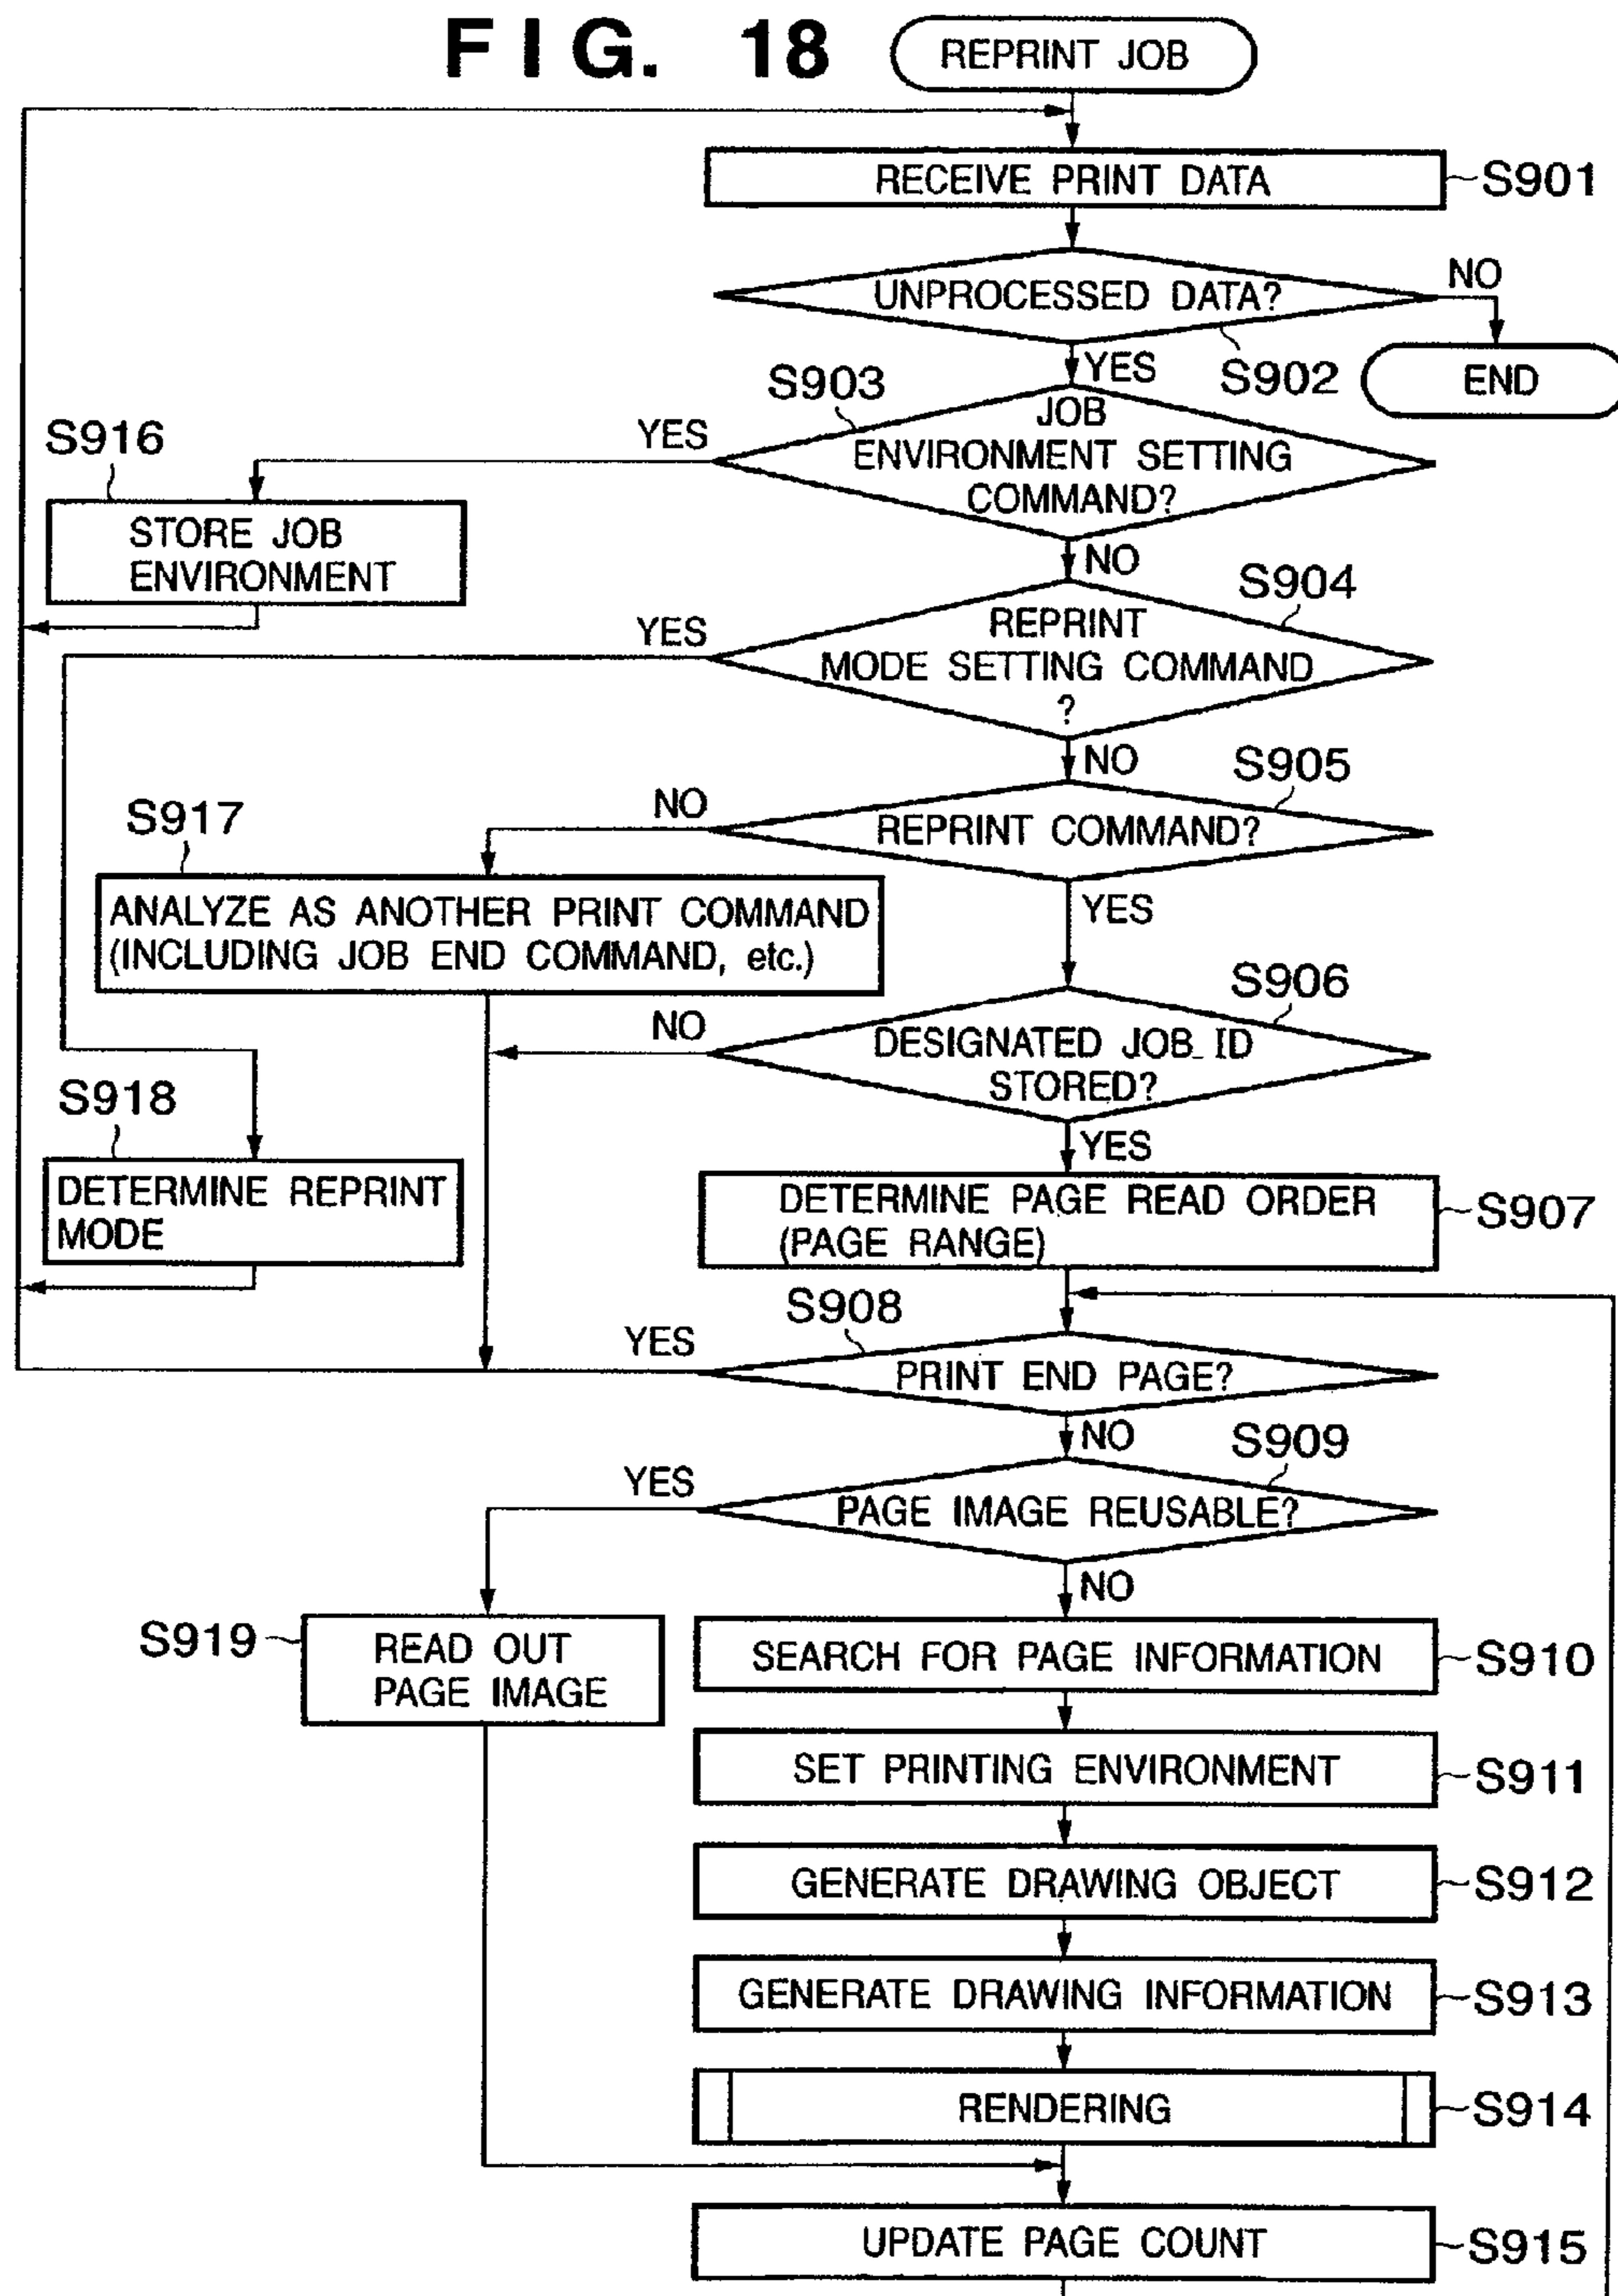 FIG. 18
REPRINT JOB
RECEIVE PRINT DATA
S901
UNPROCESSED DATA?
NO
S902
END
YES
S903
JOB
ENVIRONMENT SETTING
COMMAND?
YES
S916
STORE JOB
ENVIRONMENT
NO
S904
REPRINT
MODE SETTING COMMAND
?
YES
NO
S905
REPRINT COMMAND?
NO
S917
ANALYZE AS ANOTHER PRINT COMMAND
(INCLUDING JOB END COMMAND, etc.)
YES
S906
DESIGNATED JOB_ID
STORED?
NO
S918
DETERMINE REPRINT
MODE
YES
DETERMINE PAGE READ ORDER
(PAGE RANGE)
S907
S908
PRINT END PAGE?
YES
NO
S909
PAGE IMAGE REUSABLE?
YES
NO
S919
READ OUT
PAGE IMAGE
SEARCH FOR PAGE INFORMATION
S910
SET PRINTING ENVIRONMENT
S911
GENERATE DRAWING OBJECT
S912
GENERATE DRAWING INFORMATION
S913
RENDERING
S914
UPDATE PAGE COUNT
S915